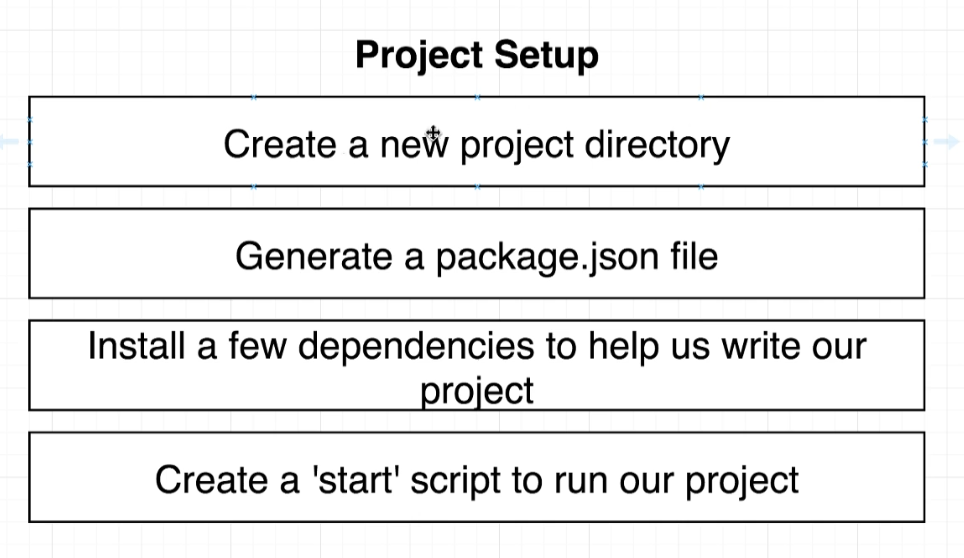 Project Setup
Create a new project directory
Generate a package.json file
Install a few dependencies to help us write our
project
Create a 'start' script to run our project